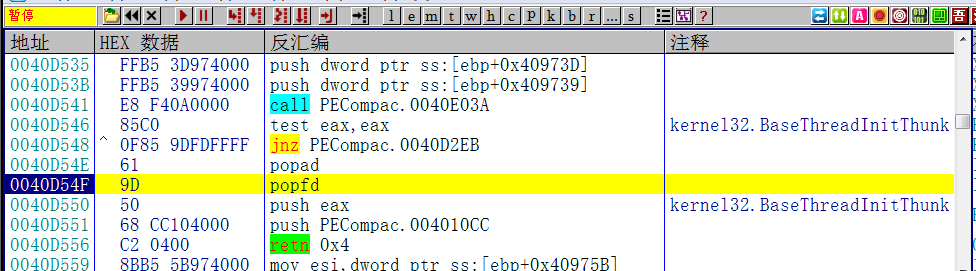 暂停 l e m t w h c P k b r ... s ?
地址 HEX 数据 反汇编 注释
0040D535 FFB5 3D974000 push dword ptr ss:[ebp+0x40973D]
0040D53B FFB5 39974000 push dword ptr ss:[ebp+0x409739]
0040D541 E8 F40A0000 call PECompac.0040E03A
0040D546 85C0 test eax,eax kernel32.BaseThreadInitThunk
0040D548 ^ 0F85 9DFDFFFF jnz PECompac.0040D2EB
0040D54E 61 popad
0040D54F 9D popfd
0040D550 50 push eax kernel32.BaseThreadInitThunk
0040D551 68 CC104000 push PECompac.004010CC
0040D556 C2 0400 retn 0x4
0040D559 8BB5 5B974000 mov esi,dword ptr ss:[ebp+0x40975B]